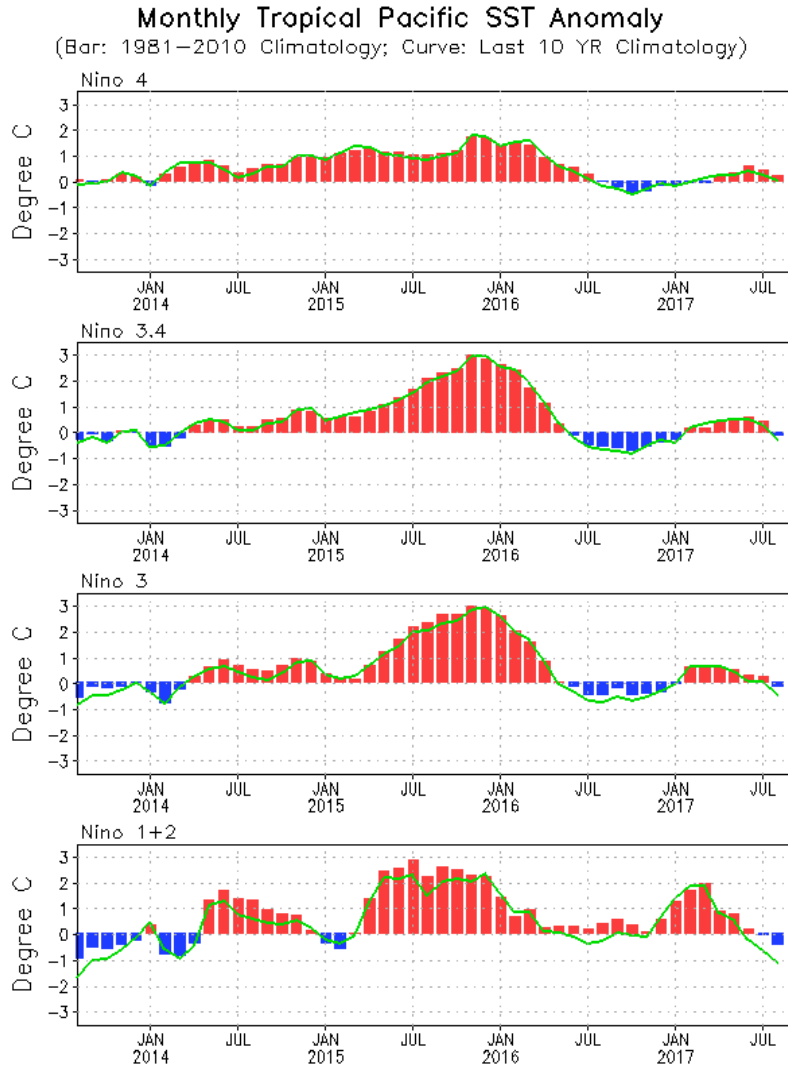 Monthly Tropical Pacific SST Anomaly
(Bar: 1981-2010 Climatology; Curve: Last 10 YR Climatology)
Nino 4
Degree C
3
2
1
0
-1
-2
-3
JAN JUL JAN JUL JAN JUL JAN JUL
2014 2015 2016 2017
Nino 3.4
Degree C
3
2
1
0
-1
-2
-3
JAN JUL JAN JUL JAN JUL JAN JUL
2014 2015 2016 2017
Nino 3
Degree C
3
2
1
0
-1
-2
-3
JAN JUL JAN JUL JAN JUL JAN JUL
2014 2015 2016 2017
Nino 1+2
Degree C
3
2
1
0
-1
-2
-3
JAN JUL JAN JUL JAN JUL JAN JUL
2014 2015 2016 2017